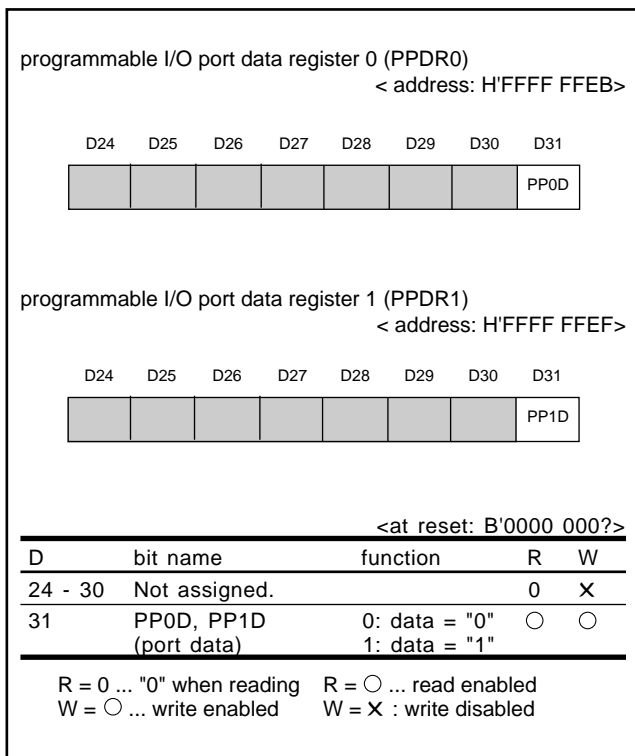 programmable I/O port data register 0 (PPDR0)
< address: H'FFFF FFEB>
D24 D25 D26 D27 D28 D29 D30 D31
PP0D
programmable I/O port data register 1 (PPDR1)
< address: H'FFFF FFEF>
D24 D25 D26 D27 D28 D29 D30 D31
PP1D
<at reset: B'0000 000?>
D bit name function R W
24 - 30 Not assigned. 0 ×
31 PP0D, PP1D 0: data = "0" ○ ○
(port data) 1: data = "1"
R = 0 ... "0" when reading R = ○ ... read enabled
W = ○ ... write enabled W = × : write disabled